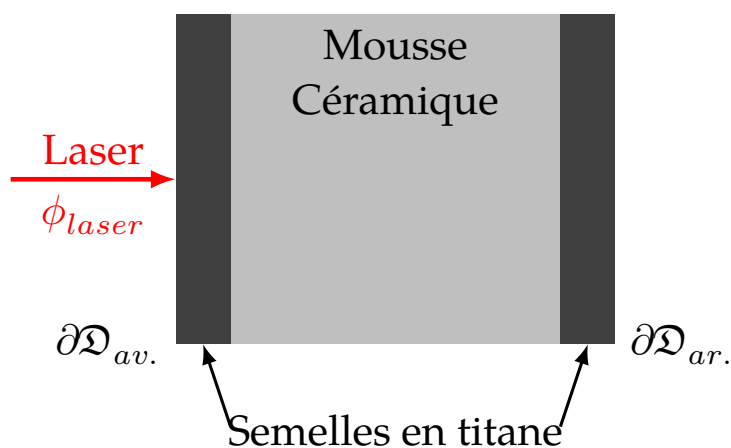 Mousse
Céramique
Laser
ϕ_laser
∂𝔇_av.
∂𝔇_ar.
Semelles en titane